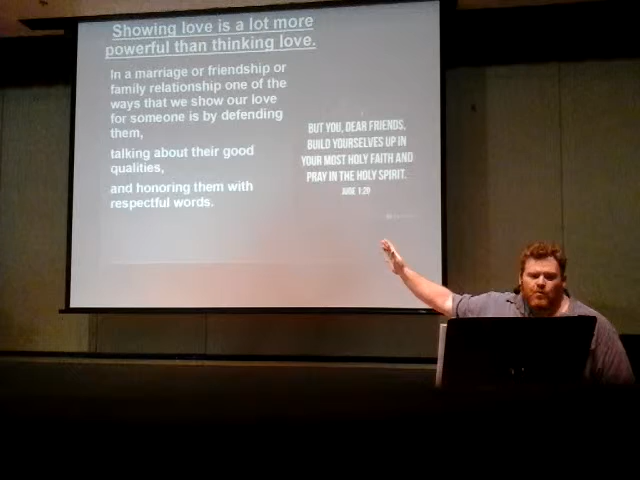 Showing love is a lot more
powerful than thinking love.
In a marriage or friendship or
family relationship one of the
ways that we show our love
for someone is by defending
them,
talking about their good
qualities,
and honoring them with
respectful words.
BUT YOU, DEAR FRIENDS,
BUILD YOURSELVES UP IN
YOUR MOST HOLY FAITH AND
PRAY IN THE HOLY SPIRIT.
JUDE 1:20